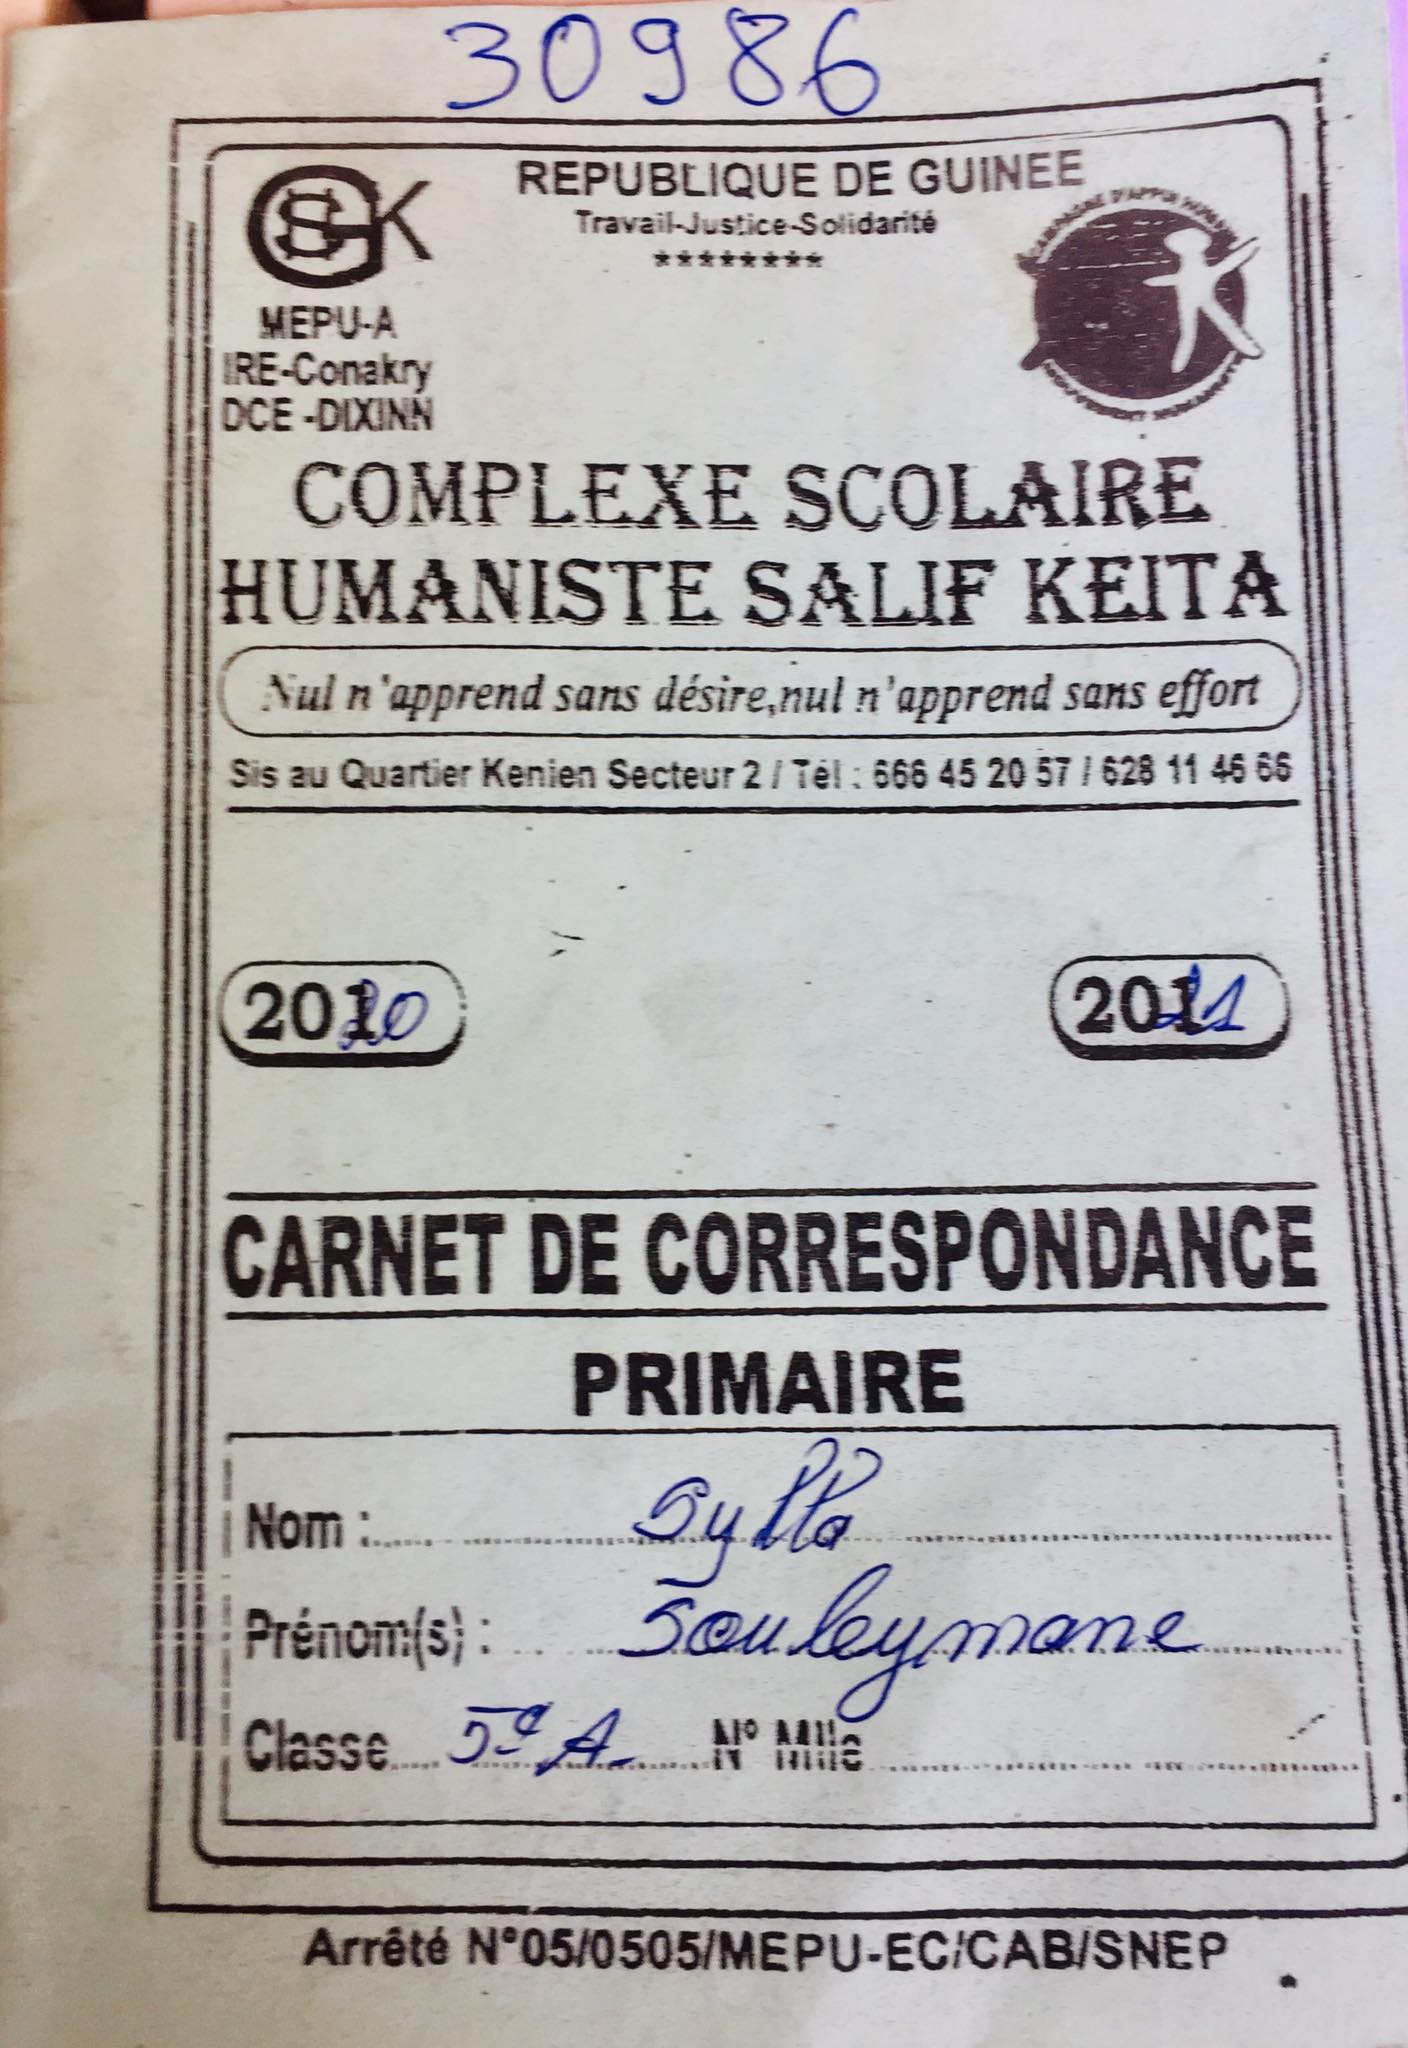 30986
REPUBLIQUE DE GUINEE
Travail-Justice-Solidarité
********
MEPU-A
IRE-Conakry
DCE -DIXINN
COMPLEXE SCOLAIRE
HUMANISTE SALIF KEITA
Nul n'apprend sans désire,nul n'apprend sans effort
Sis au Quartier Kenien Secteur 2 / Tél : 666 45 20 57 / 628 11 46 66
2020 2021
CARNET DE CORRESPONDANCE
PRIMAIRE
Nom : Sylla
Prénom(s) : Souleymane
Classe 5e A N° Mlle
Arrêté N°05/0505/MEPU-EC/CAB/SNEP